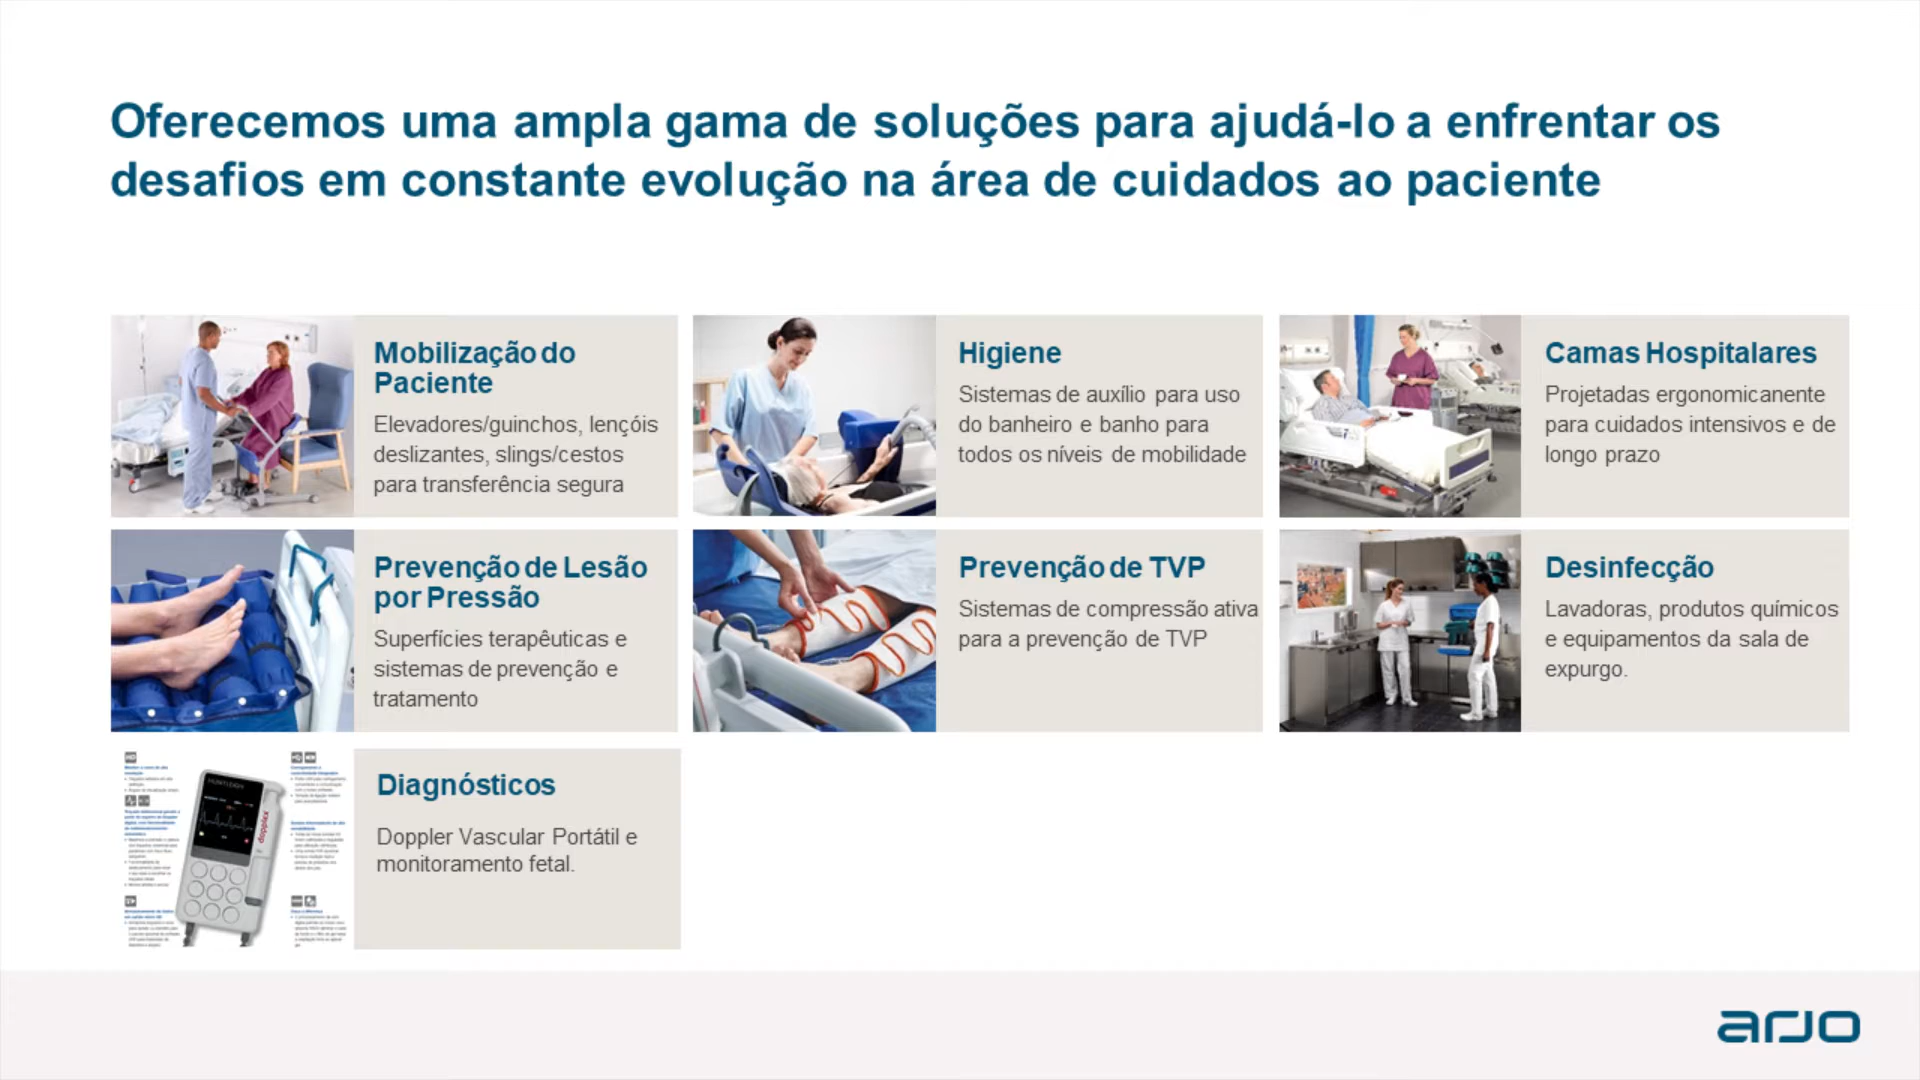 Oferecemos uma ampla gama de soluções para ajudá-lo a enfrentar os
desafios em constante evolução na área de cuidados ao paciente
Mobilização do
Paciente
Elevadores/guinchos, lençóis
deslizantes, slings/cestos
para transferência segura
Higiene
Sistemas de auxílio para uso
do banheiro e banho para
todos os níveis de mobilidade
Camas Hospitalares
Projetadas ergonomicanente
para cuidados intensivos e de
longo prazo
Prevenção de Lesão
por Pressão
Superfícies terapêuticas e
sistemas de prevenção e
tratamento
Prevenção de TVP
Sistemas de compressão ativa
para a prevenção de TVP
Desinfecção
Lavadoras, produtos químicos
e equipamentos da sala de
expurgo.
dopplex
Diagnósticos
Doppler Vascular Portátil e
monitoramento fetal.
arjo